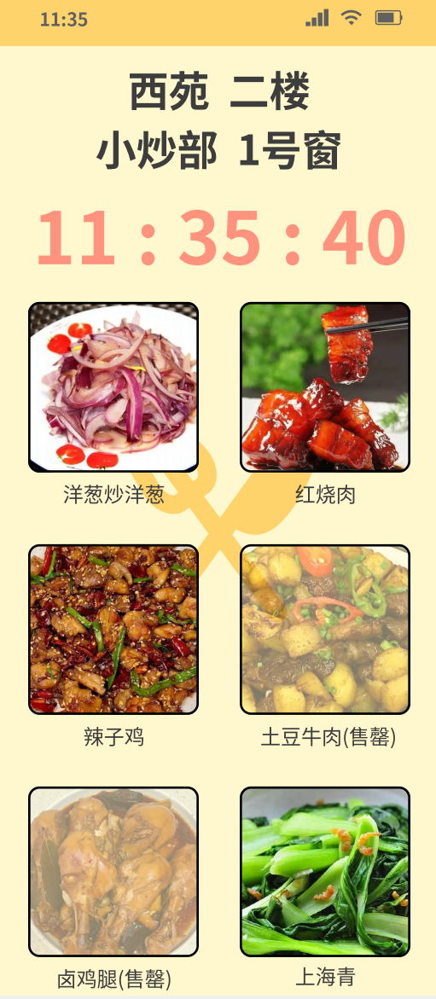 11:35
西苑 二楼
小炒部 1号窗
11 : 35 : 40
洋葱炒洋葱
红烧肉
辣子鸡
土豆牛肉(售罄)
卤鸡腿(售罄)
上海青